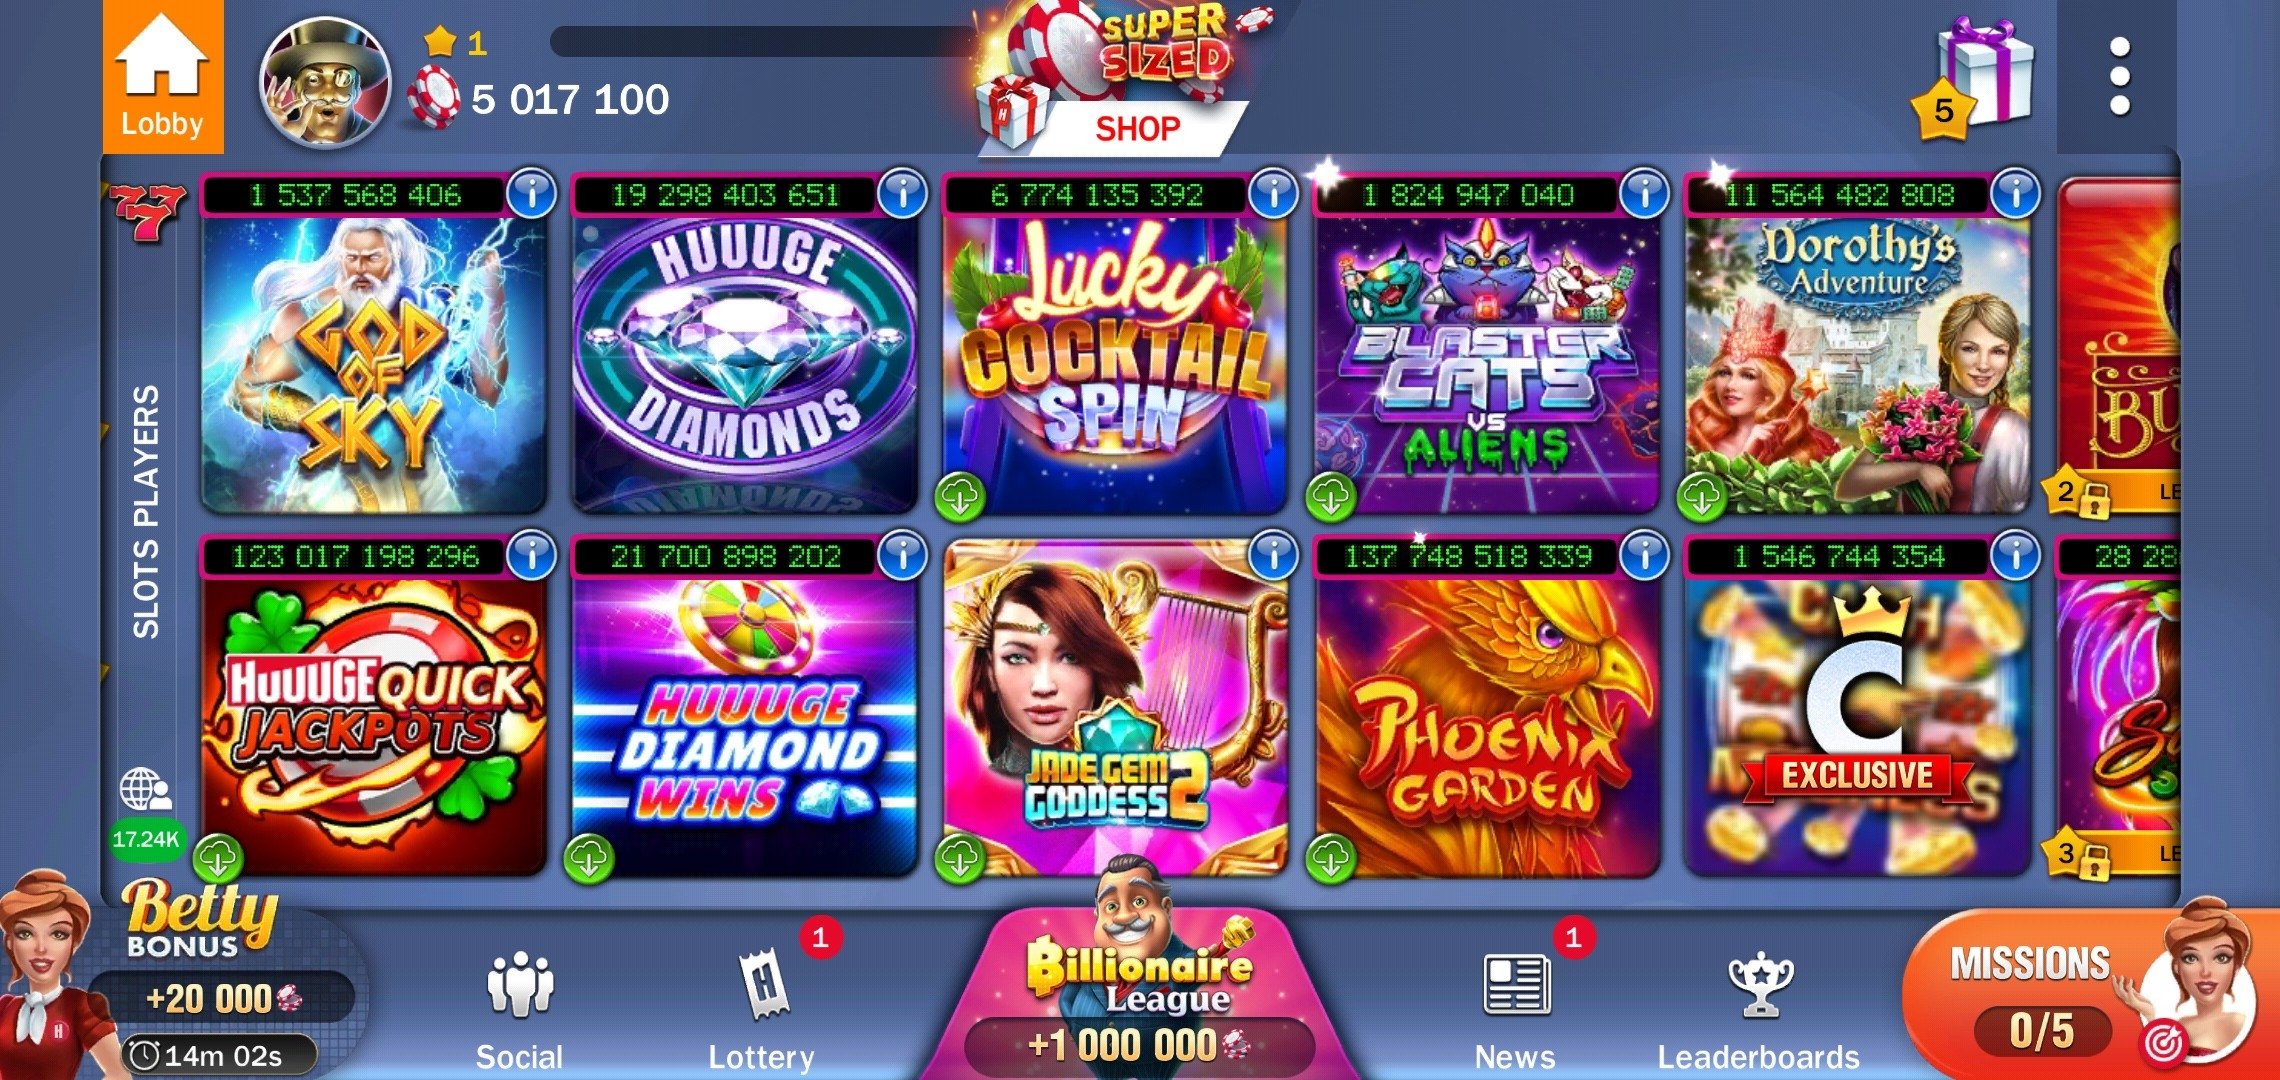 Lobby
1
5 017 100
SUPER
SIZED
SHOP
5
777
SLOTS PLAYERS
17.24K
1 537 568 406
GOD
OF
SKY
19 298 403 651
HUUUGE
DIAMONDS
6 774 135 392
Lucky
COCKTAIL
SPIN
1 824 947 040
BLASTER
CATS
VS
ALIENS
11 564 482 808
Dorothy's
Adventure
BU
2
LE
123 017 198 296
HUUUGE QUICK
JACKPOTS
21 700 898 202
HUUUGE
DIAMOND
WINS
JADE GEM
GODDESS 2
137 748 518 339
PHOENIX
GARDEN
1 546 744 354
C
EXCLUSIVE
28 28
3
LE
Betty
BONUS
+20 000
14m 02s
Social
1
Lottery
Billionaire
League
+1 000 000
1
News
Leaderboards
MISSIONS
0/5